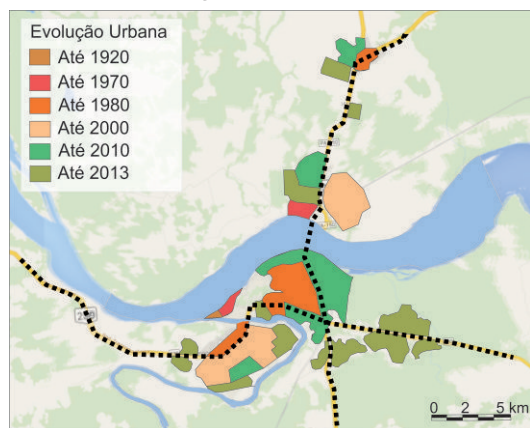 Evolução Urbana
Até 1920
Até 1970
Até 1980
Até 2000
Até 2010
Até 2013
0 2 5 km